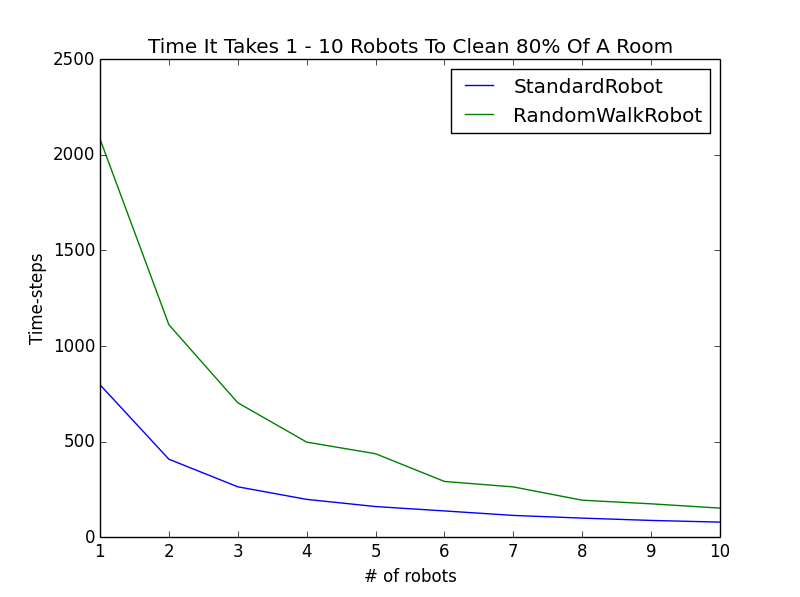 Time It Takes 1 - 10 Robots To Clean 80% Of A Room
2500
StandardRobot
RandomWalkRobot
2000
1500
1000
500
0
Time-steps
1 2 3 4 5 6 7 8 9 10
# of robots